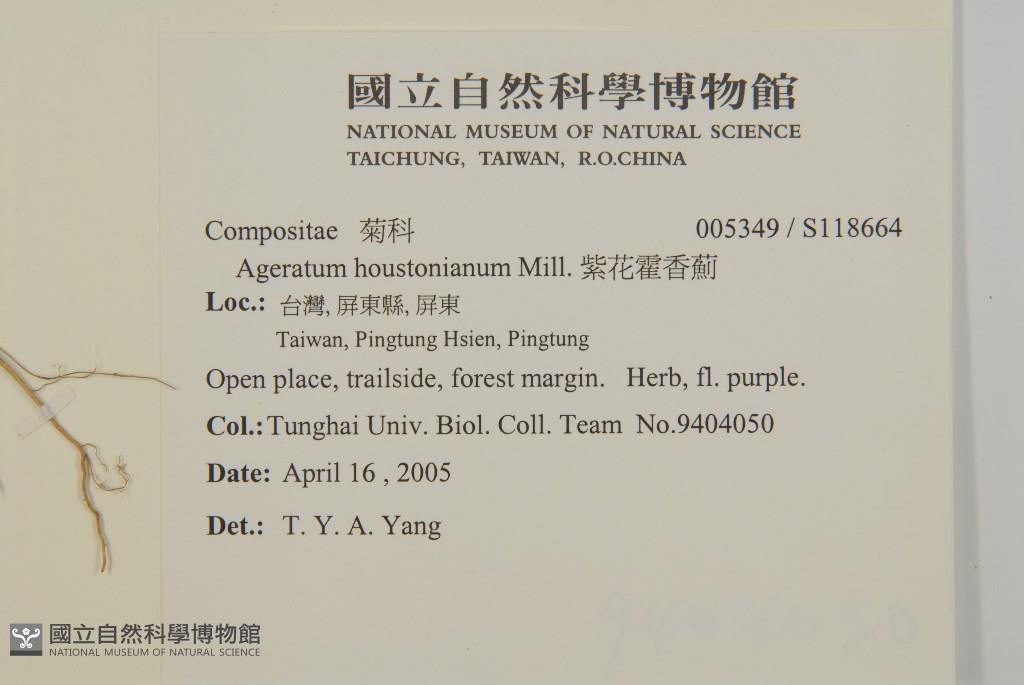 國立自然科學博物館
NATIONAL MUSEUM OF NATURAL SCIENCE
TAICHUNG, TAIWAN, R.O.CHINA
Compositae 菊科 005349 / S118664
Ageratum houstonianum Mill. 紫花霍香薊
Loc.: 台灣, 屏東縣, 屏東
Taiwan, Pingtung Hsien, Pingtung
Open place, trailside, forest margin. Herb, fl. purple.
Col.: Tunghai Univ. Biol. Coll. Team No.9404050
Date: April 16 , 2005
Det.: T. Y. A. Yang
國立自然科學博物館
NATIONAL MUSEUM OF NATURAL SCIENCE